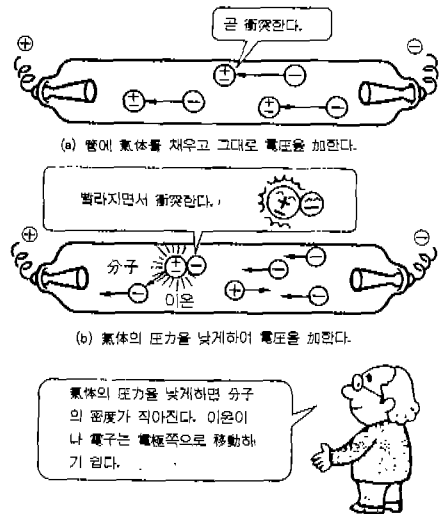 곧 衝突한다.
(a) 管에 氣体를 채우고 그대로 電圧을 加한다.
빨라지면서 衝突한다.
分子
이온
(b) 氣体의 圧力을 낮게하여 電圧을 加한다.
氣体의 圧力을 낮게하면 分子
의 密度가 작아진다. 이온이
나 電子는 電極쪽으로 移動하
기 쉽다.